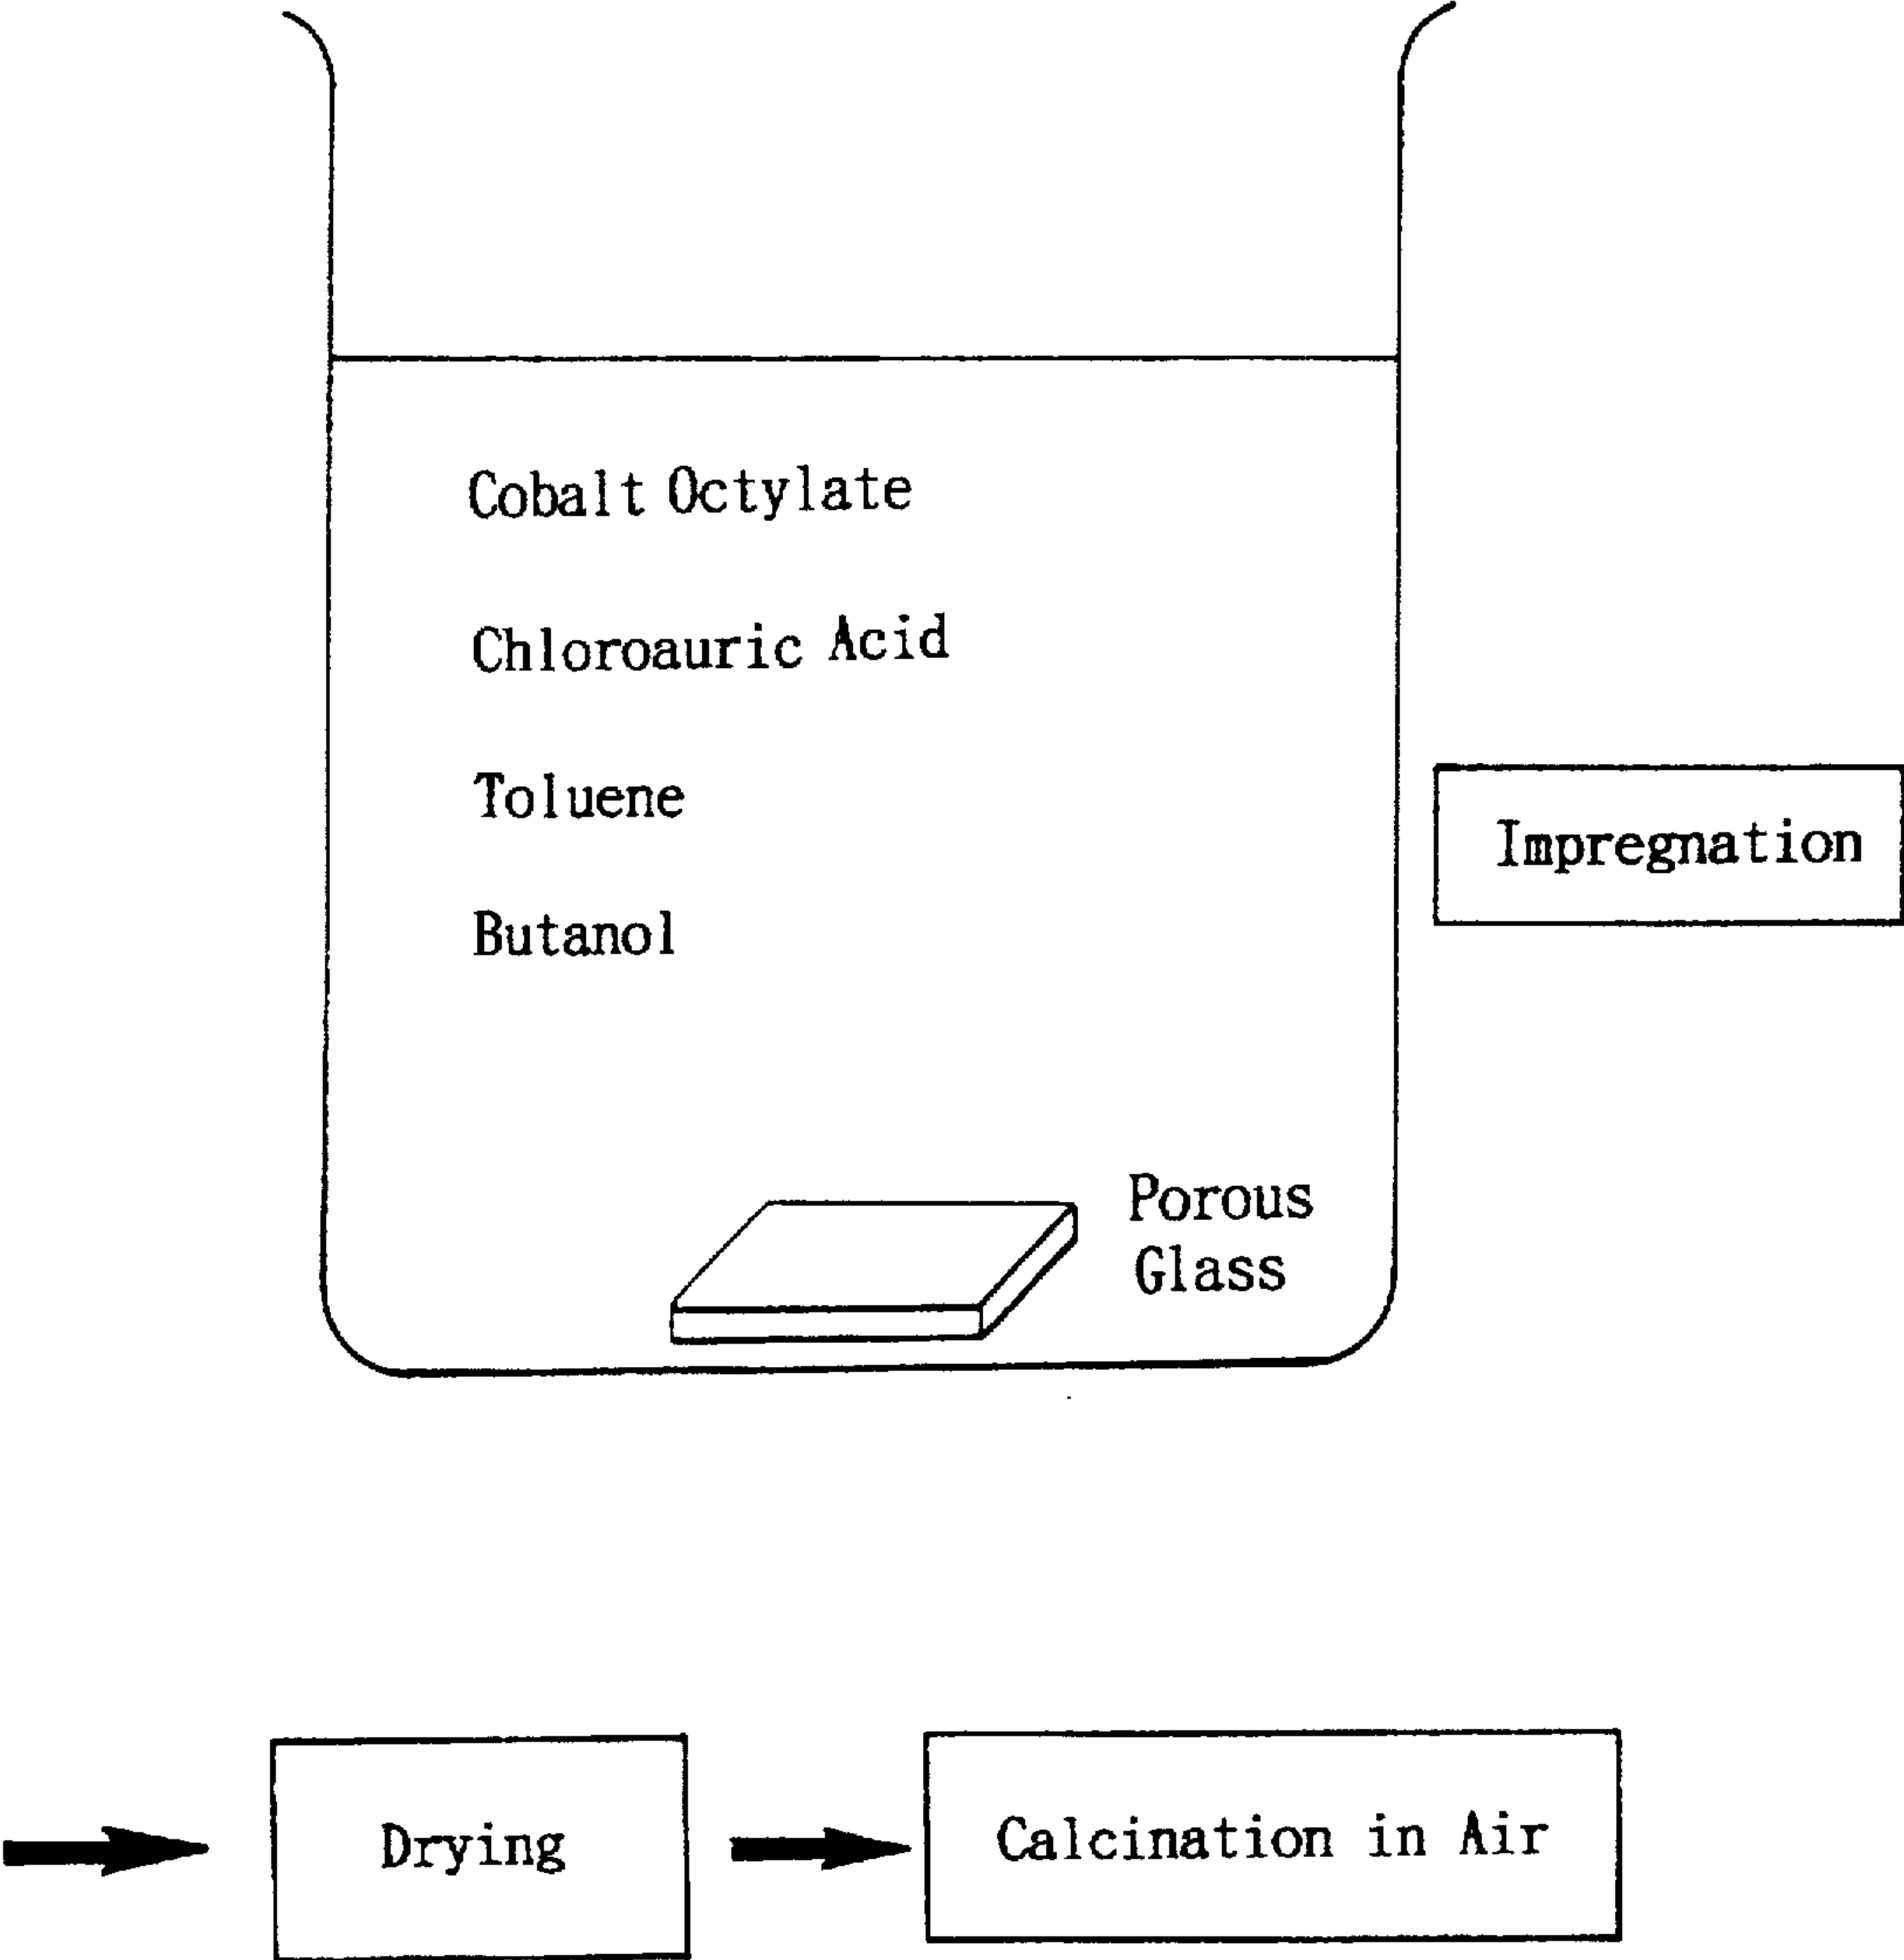 Cobalt Octylate
Chloroauric Acid
Toluene
Butanol
Impregnation
Porous
Glass
Drying
Calcination in Air